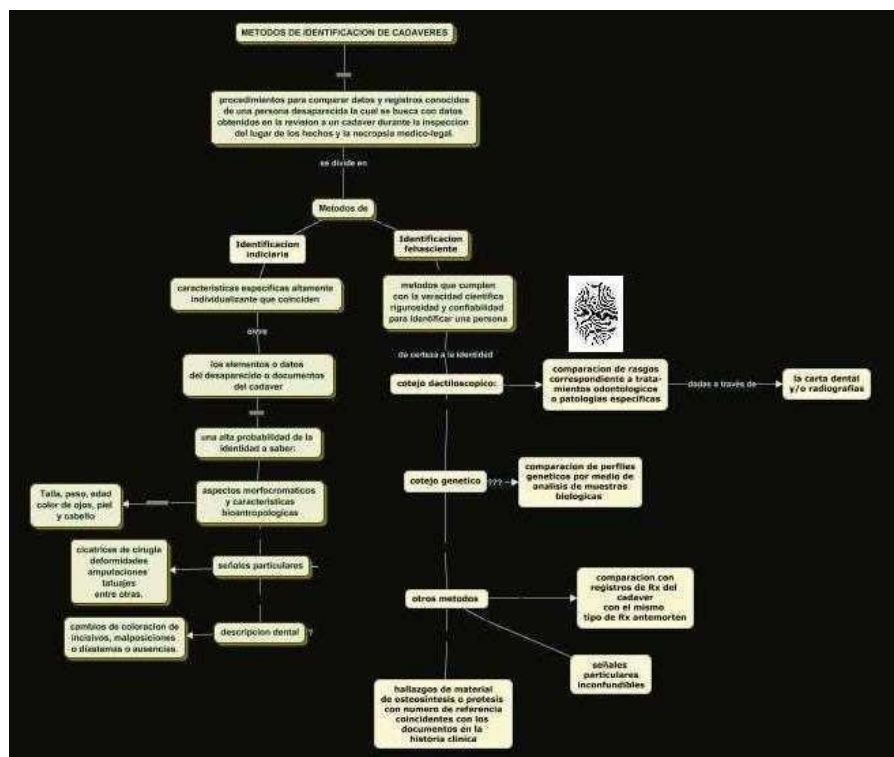 METODOS DE IDENTIFICACION DE CADAVERES
procedimientos para comparar datos y registros conocidos
de una persona desaparecida la cual se busca con datos
obtenidos en la revision a un cadaver durante la inspeccion
del lugar de los hechos y la necropsia medico-legal.
se divide en
Metodos de
Identificacion
indiciaria
Identificacion
fehasciente
caracteristicas especificas altamente
individualizante que coinciden
entre
los elementos o datos
del desaparecido o documentos
del cadaver
una alta probabilidad de la
identidad a saber:
aspectos morfocromaticos
y caracteristicas
bioantropologicas
Talla, peso, edad
color de ojos, piel
y cabello
señales particulares
cicatrices de cirugia
deformidades
amputaciones
tatuajes
entre otras.
descripcion dental
?
cambios de coloracion de
incisivos, malposiciones
o diastemas o ausencias.
metodos que cumplen
con la veracidad cientifica
rigurosidad y confiabilidad
para identificar una persona
da certeza a la identidad
cotejo dactiloscopico:
comparacion de rasgos
correspondiente a trata-
mientos odontologicos
o patologias especificas
dadas a través de
la carta dental
y/o radiografias
cotejo genetico
???
comparacion de perfiles
geneticos por medio de
analisis de muestras
biologicas
otros metodos
comparacion con
registros de Rx del
cadaver
con el mismo
tipo de Rx antemorten
señales
particulares
inconfundibles
hallazgos de material
de osteosintesis o protesis
con numero de referencia
coincidentes con los
documentos en la
historia clinica